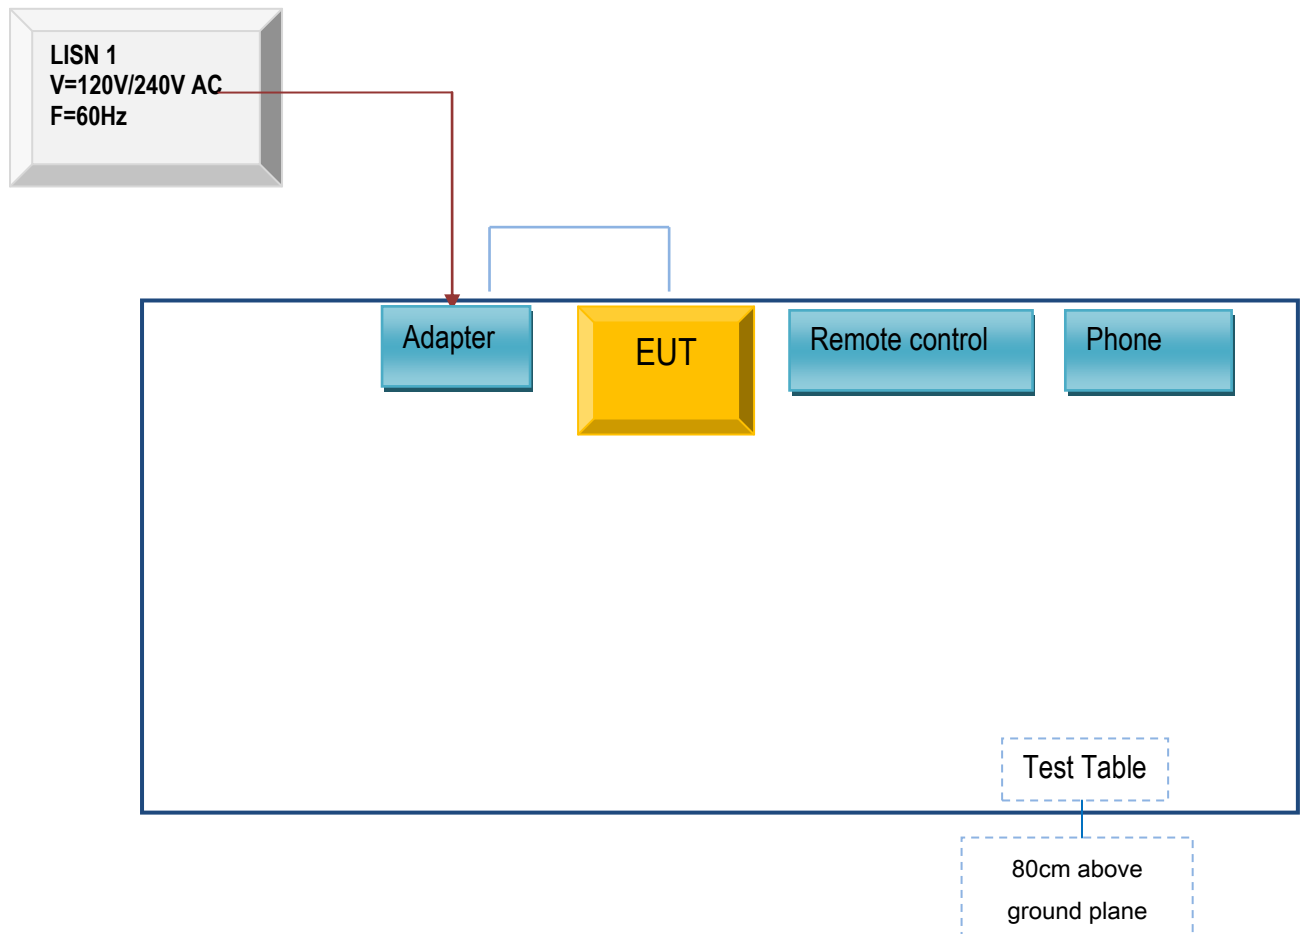 LISN 1
V=120V/240V AC
F=60Hz
Adapter
EUT
Remote control
Phone
Test Table
80cm above
ground plane